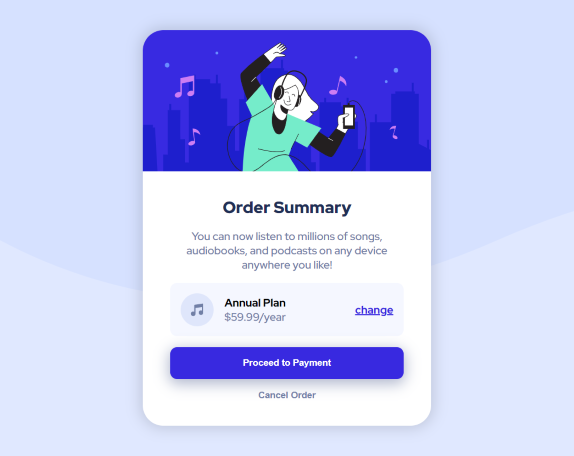 Order Summary
You can now listen to millions of songs,
audiobooks, and podcasts on any device
anywhere you like!
Annual Plan
$59.99/year
change
Proceed to Payment
Cancel Order